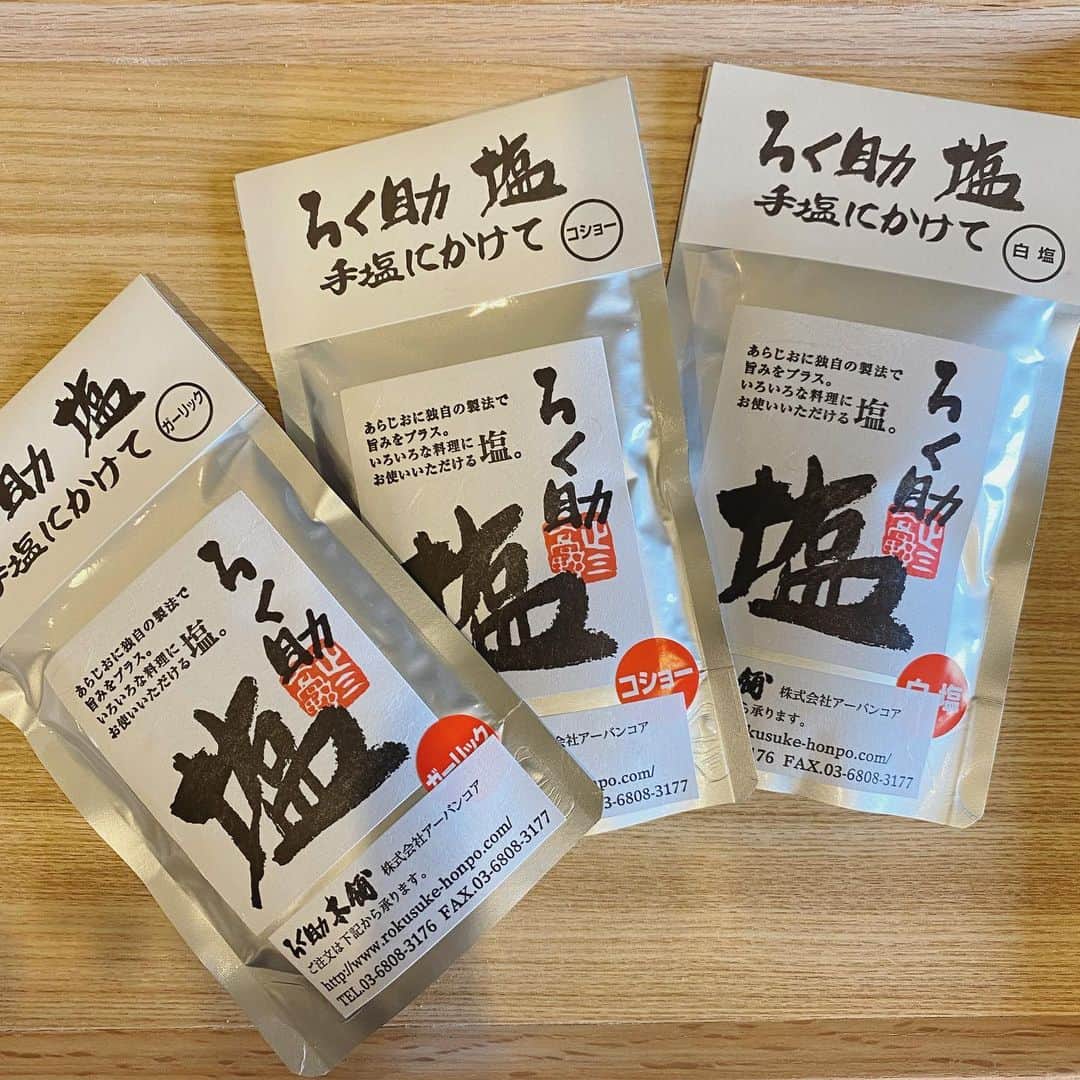 助 塩
手塩にかけて
ガーリック
あらじおに独自の製法で
旨みをプラス。
いろいろな料理に
お使いいただける塩。
ろく助
塩
ガーリック
ろく助本舗 株式会社アーバンコア
ご注文は下記から承ります。
http://www.rokusuke-honpo.com/
TEL.03-6808-3176 FAX.03-6808-3177
ろく助 塩
手塩にかけて
コショー
あらじおに独自の製法で
旨みをプラス。
いろいろな料理に
お使いいただける塩。
ろく助
塩
コショー
会社アーバンコア
npo.com/
3-6808-3177
ろく助 塩
手塩にかけて
白塩
あらじおに独自の製法で
旨みをプラス。
いろいろな料理に
お使いいただける塩。
ろく助
塩
白塩
舗 株式会社アーバンコア
ら承ります。
okusuke-honpo.com/
176 FAX.03-6808-3177